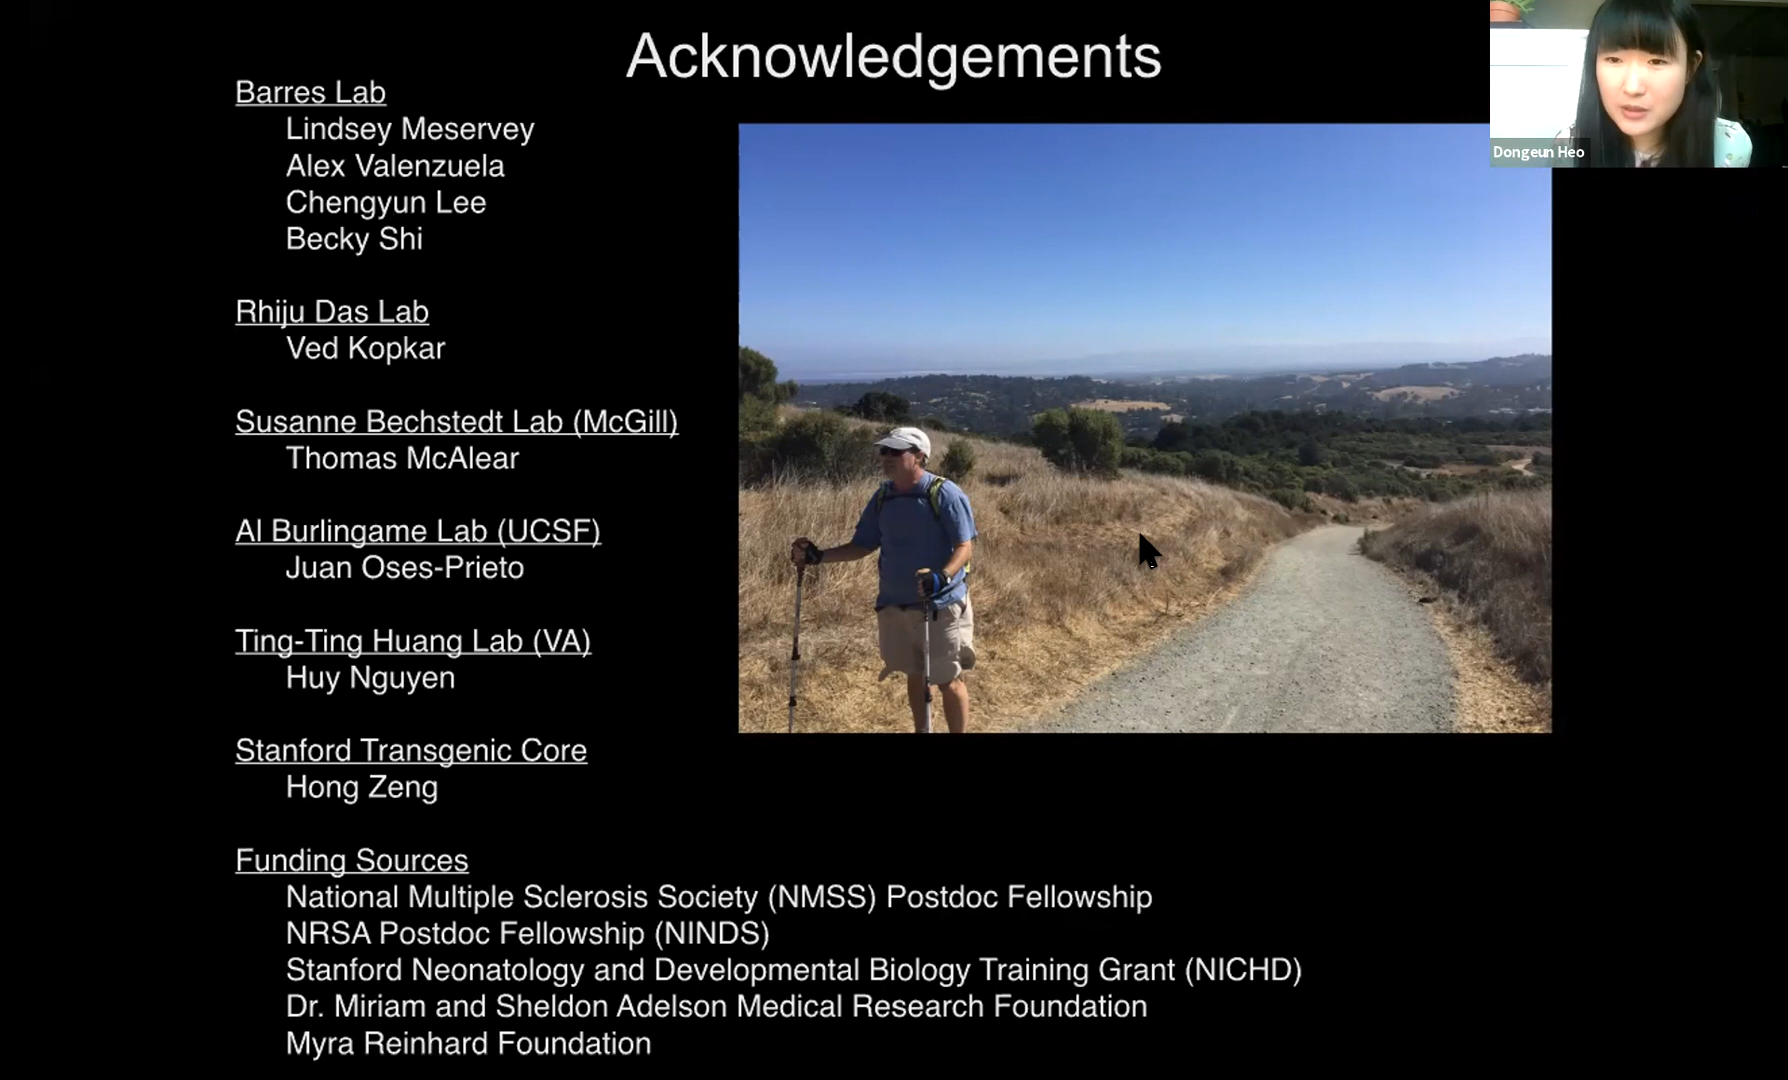 Acknowledgements
Barres Lab
Lindsey Meservey
Alex Valenzuela
Chengyun Lee
Becky Shi
Rhiju Das Lab
Ved Kopkar
Susanne Bechstedt Lab (McGill)
Thomas McAlear
Al Burlingame Lab (UCSF)
Juan Oses-Prieto
Ting-Ting Huang Lab (VA)
Huy Nguyen
Stanford Transgenic Core
Hong Zeng
Funding Sources
National Multiple Sclerosis Society (NMSS) Postdoc Fellowship
NRSA Postdoc Fellowship (NINDS)
Stanford Neonatology and Developmental Biology Training Grant (NICHD)
Dr. Miriam and Sheldon Adelson Medical Research Foundation
Myra Reinhard Foundation
Dongeun Heo